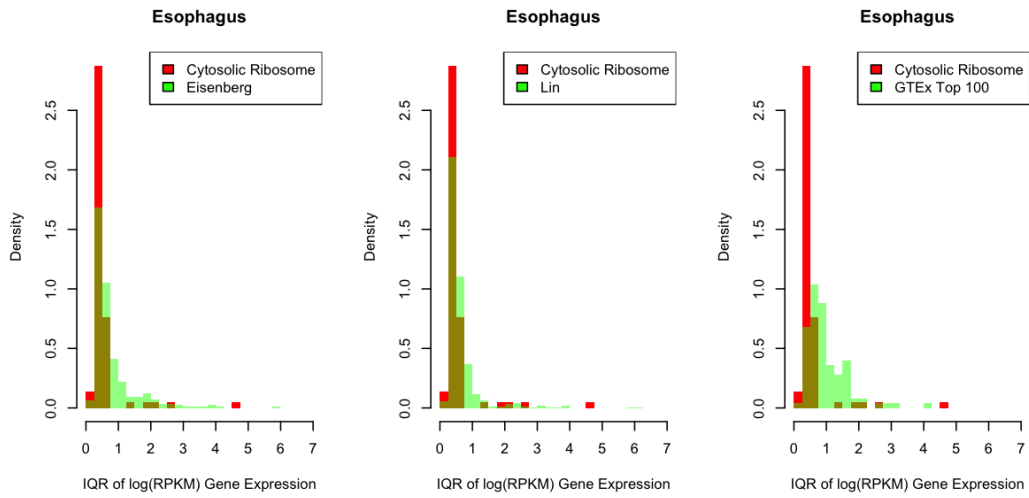 Esophagus
Cytosolic Ribosome
Eisenberg
Density
0.0 0.5 1.0 1.5 2.0 2.5
0 1 2 3 4 5 6 7
IQR of log(RPKM) Gene Expression
Esophagus
Cytosolic Ribosome
Lin
Density
0.0 0.5 1.0 1.5 2.0 2.5
0 1 2 3 4 5 6 7
IQR of log(RPKM) Gene Expression
Esophagus
Cytosolic Ribosome
GTEx Top 100
Density
0.0 0.5 1.0 1.5 2.0 2.5
0 1 2 3 4 5 6 7
IQR of log(RPKM) Gene Expression